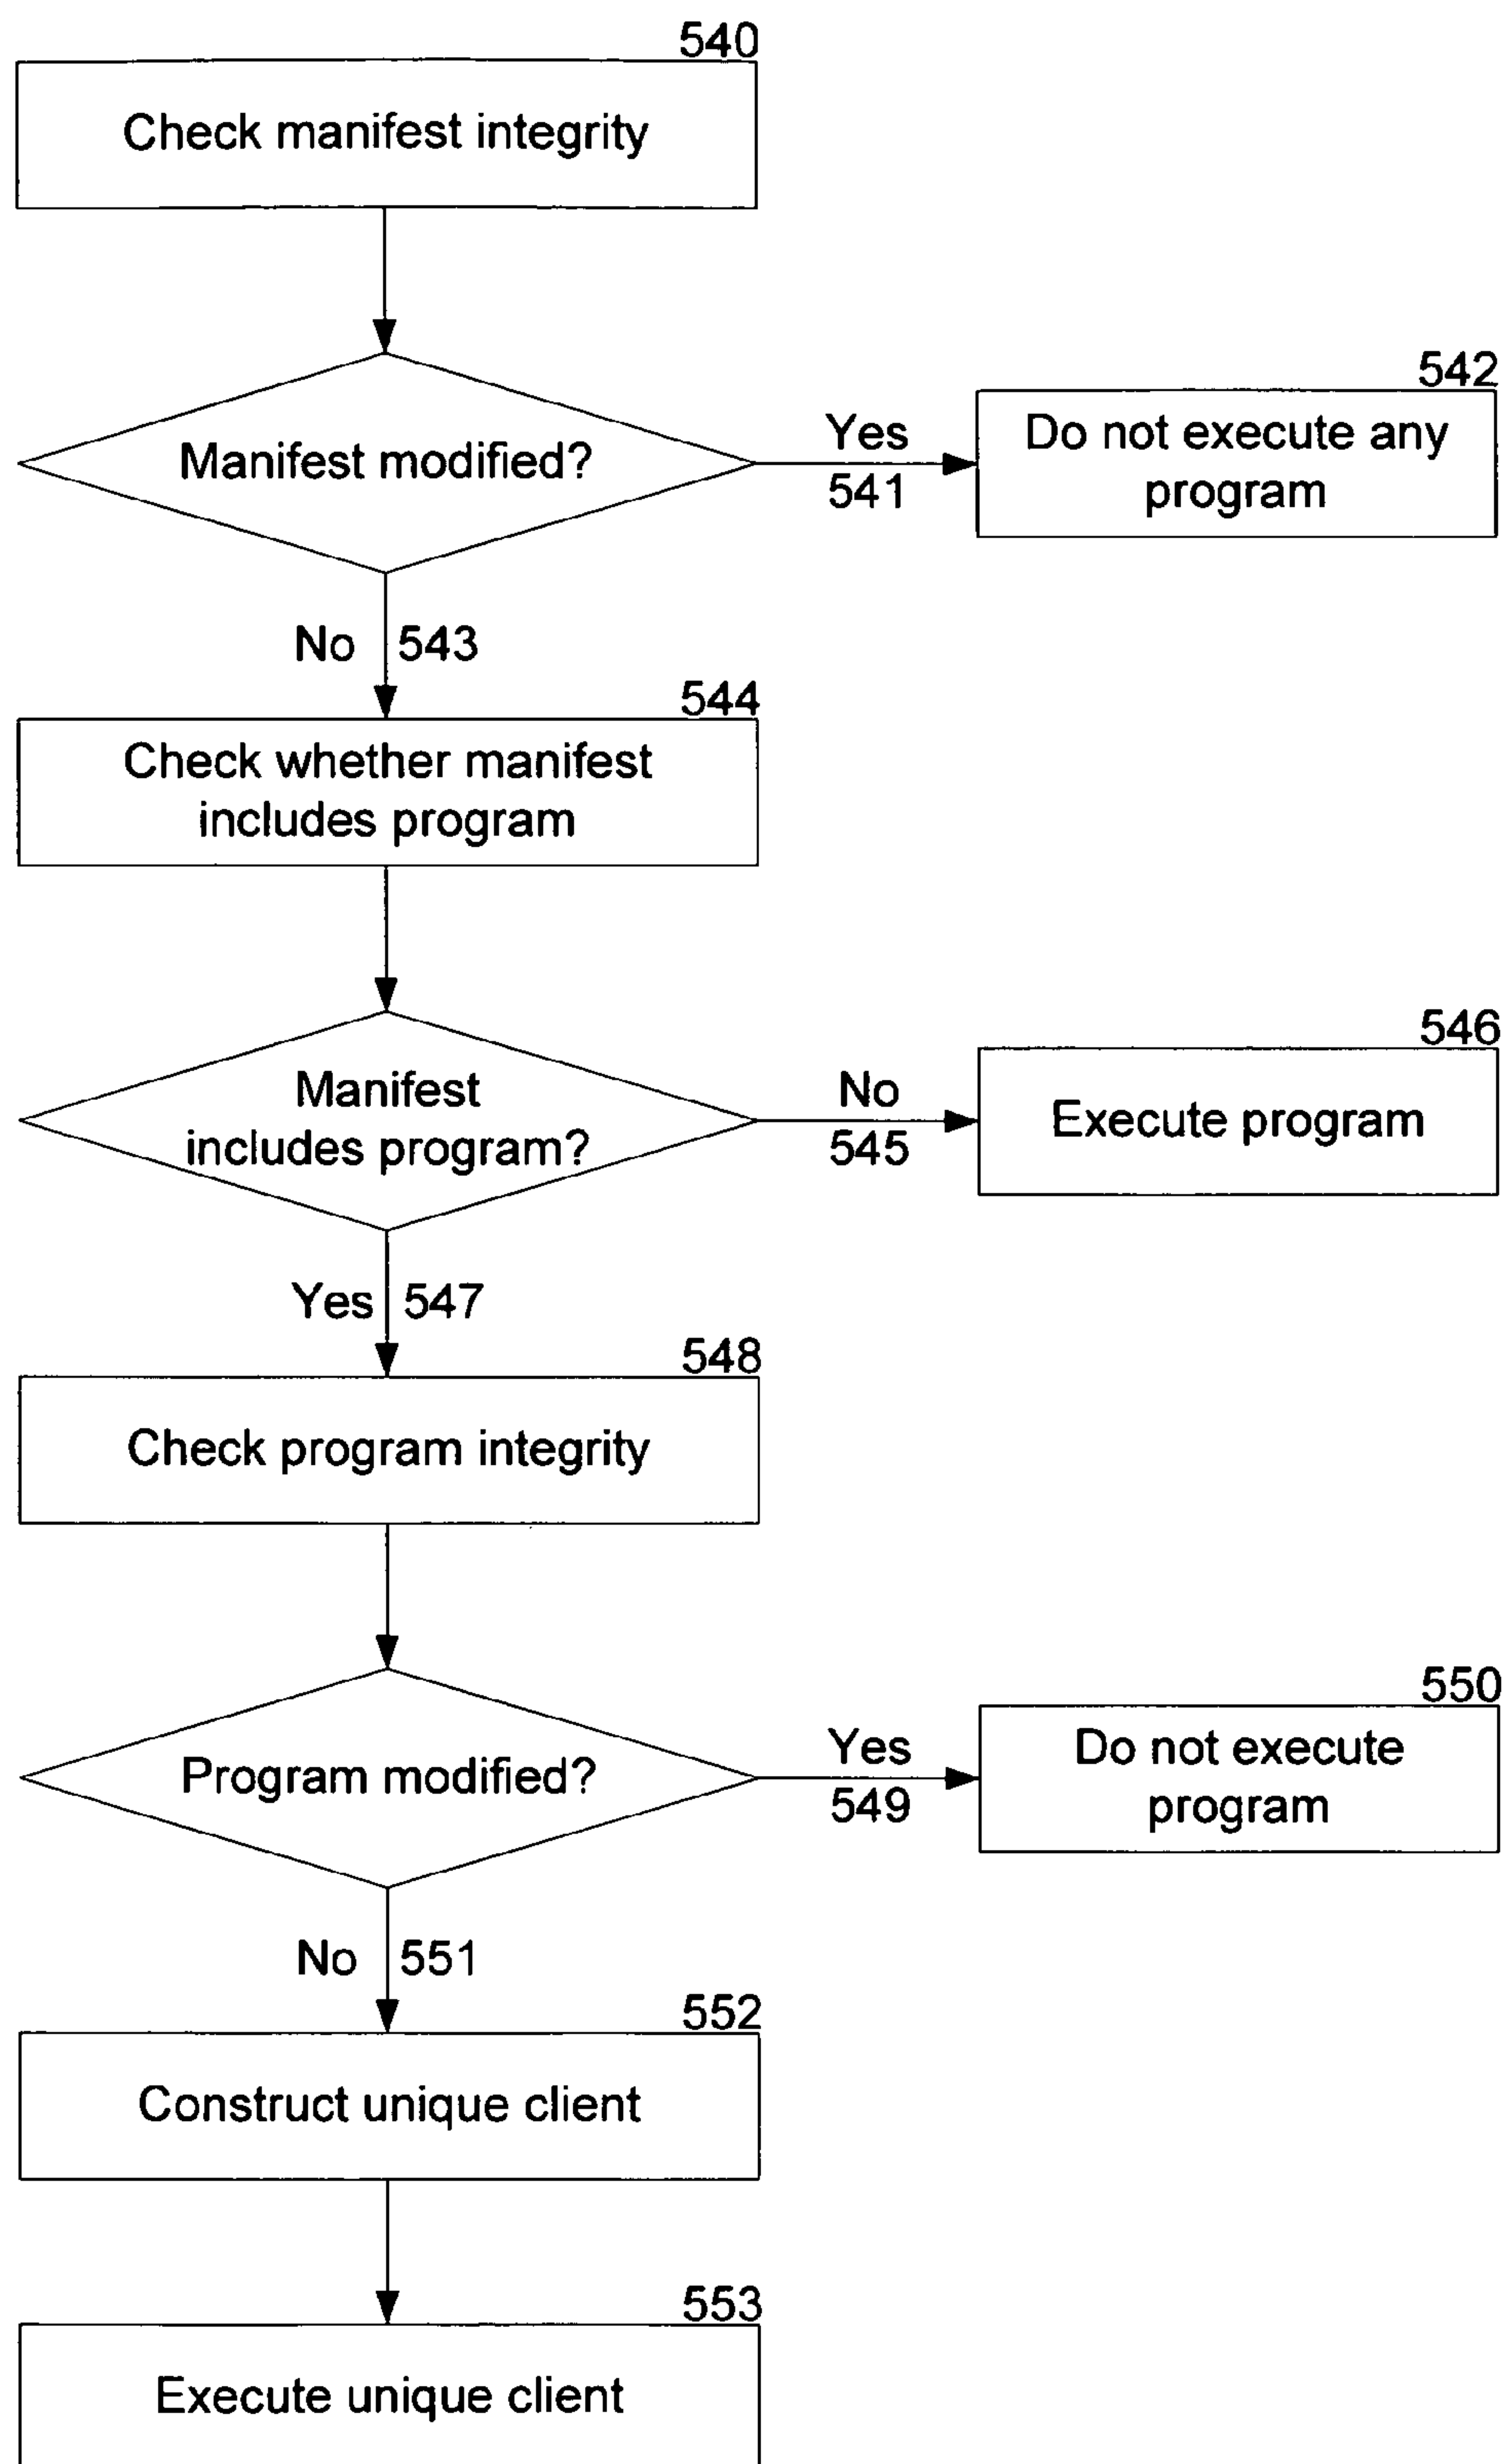 540
Check manifest integrity
Manifest modified?
Yes
541
542
Do not execute any
program
No 543
544
Check whether manifest
includes program
Manifest
includes program?
No
545
546
Execute program
Yes 547
548
Check program integrity
Program modified?
Yes
549
550
Do not execute
program
No 551
552
Construct unique client
553
Execute unique client